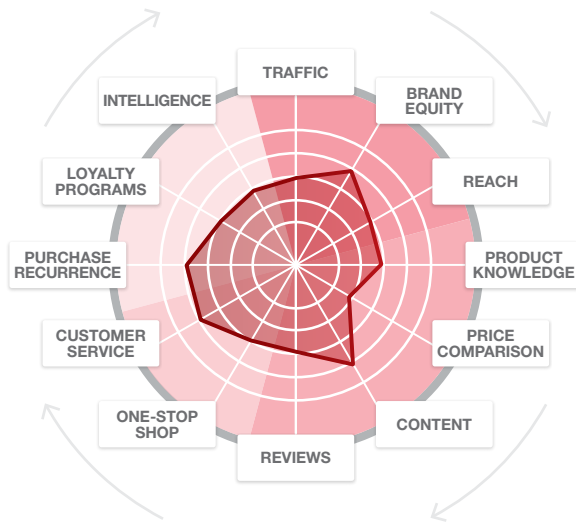 TRAFFIC
BRAND
EQUITY
REACH
PRODUCT
KNOWLEDGE
PRICE
COMPARISON
CONTENT
REVIEWS
ONE-STOP
SHOP
CUSTOMER
SERVICE
PURCHASE
RECURRENCE
LOYALTY
PROGRAMS
INTELLIGENCE